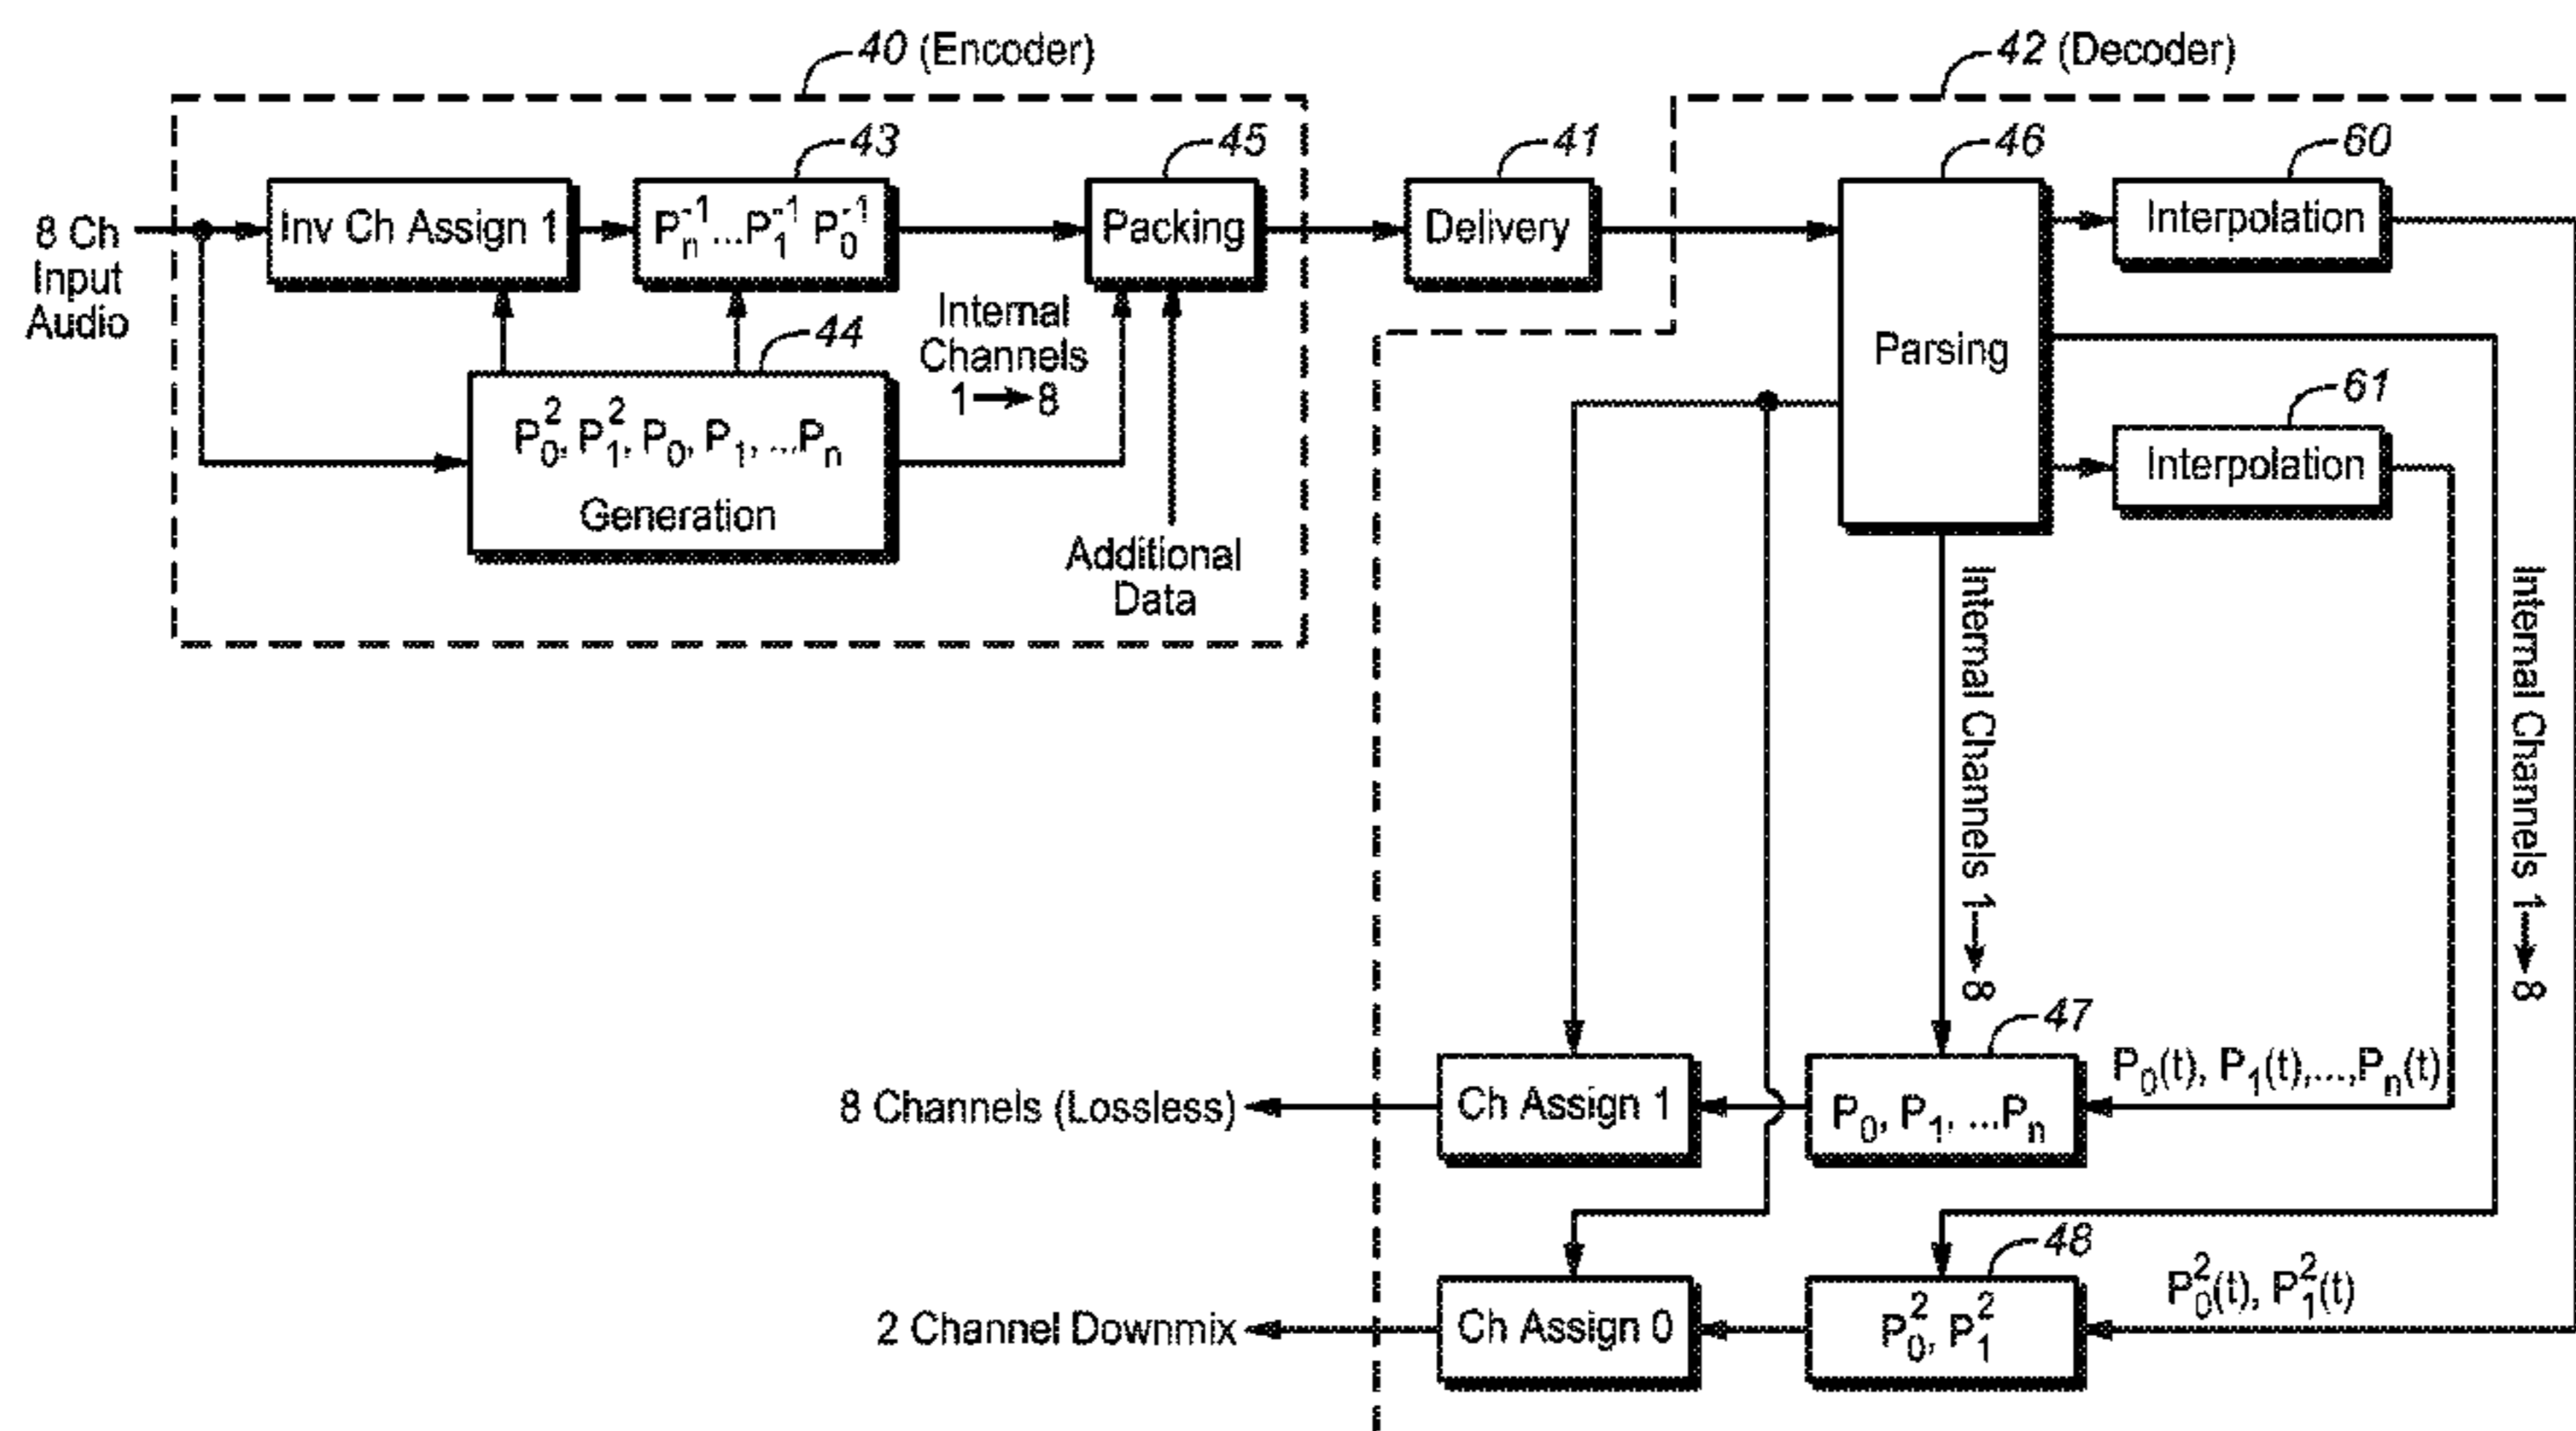 40 (Encoder)
42 (Decoder)
43
45
41
46
60
8 Ch
Input
Audio
Inv Ch Assign 1
P_n^-1...P_1^-1 P_0^-1
Packing
Delivery
Interpolation
Parsing
44
Internal
Channels
1→8
P_0^2, P_1^2, P_0, P_1, ...P_n
Generation
61
Interpolation
Additional
Data
Internal Channels 1→8
Internal Channels 1→8
47
8 Channels (Lossless)
Ch Assign 1
P_0, P_1, ...P_n
P_0(t), P_1(t),...,P_n(t)
48
2 Channel Downmix
Ch Assign 0
P_0^2, P_1^2
P_0^2(t), P_1^2(t)